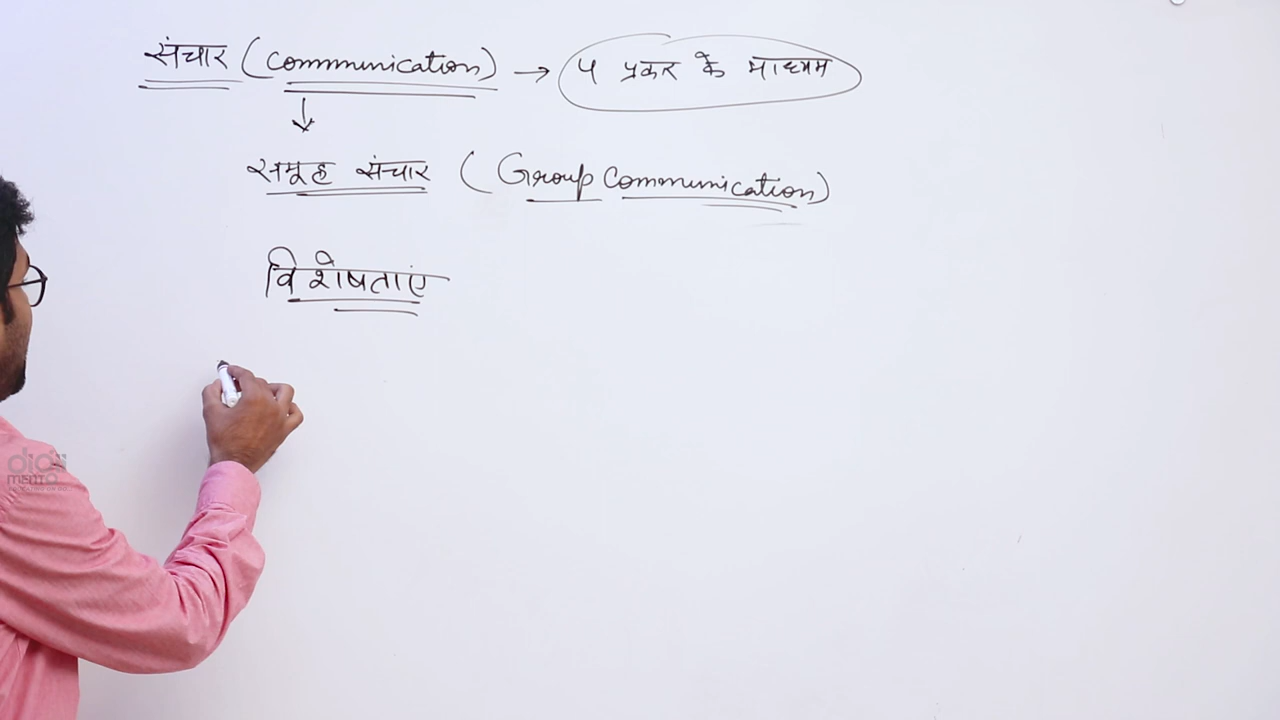 संचार (Communication) → 4 प्रकार के माध्यम
↓
समूह संचार (Group Communication)
विशेषताएं